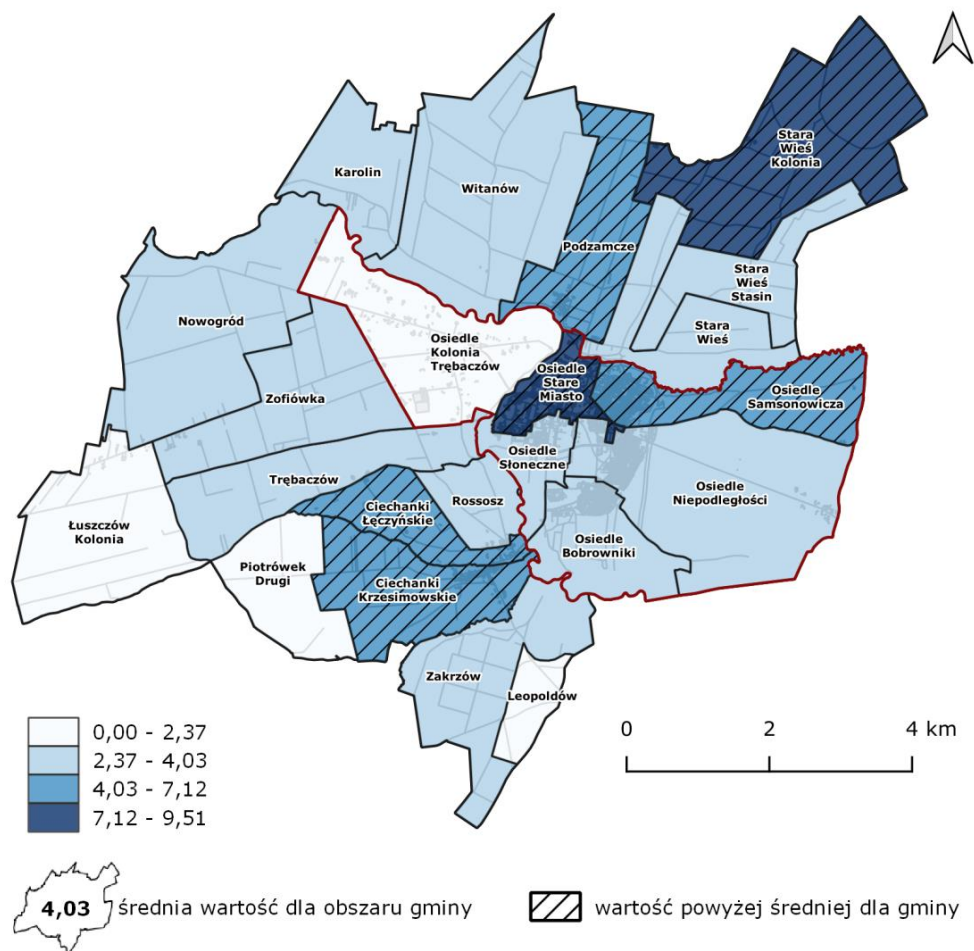 Stara
Wieś
Kolonia
Karolin
Witanów
Podzamcze
Stara
Wieś
Stasin
Nowogród
Stara
Wieś
Osiedle
Kolonia
Trębaczów
Osiedle
Stare
Miasto
Osiedle
Samsonowicza
Zofiówka
Osiedle
Słoneczne
Trębaczów
Rossosz
Osiedle
Niepodległości
Ciechanki
Łęczyńskie
Łuszczów
Kolonia
Osiedle
Bobrowniki
Piotrówek
Drugi
Ciechanki
Krzesimowskie
Zakrzów
Leopoldów
0,00 - 2,37
2,37 - 4,03
4,03 - 7,12
7,12 - 9,51
0 2 4 km
4,03 średnia wartość dla obszaru gminy
wartość powyżej średniej dla gminy